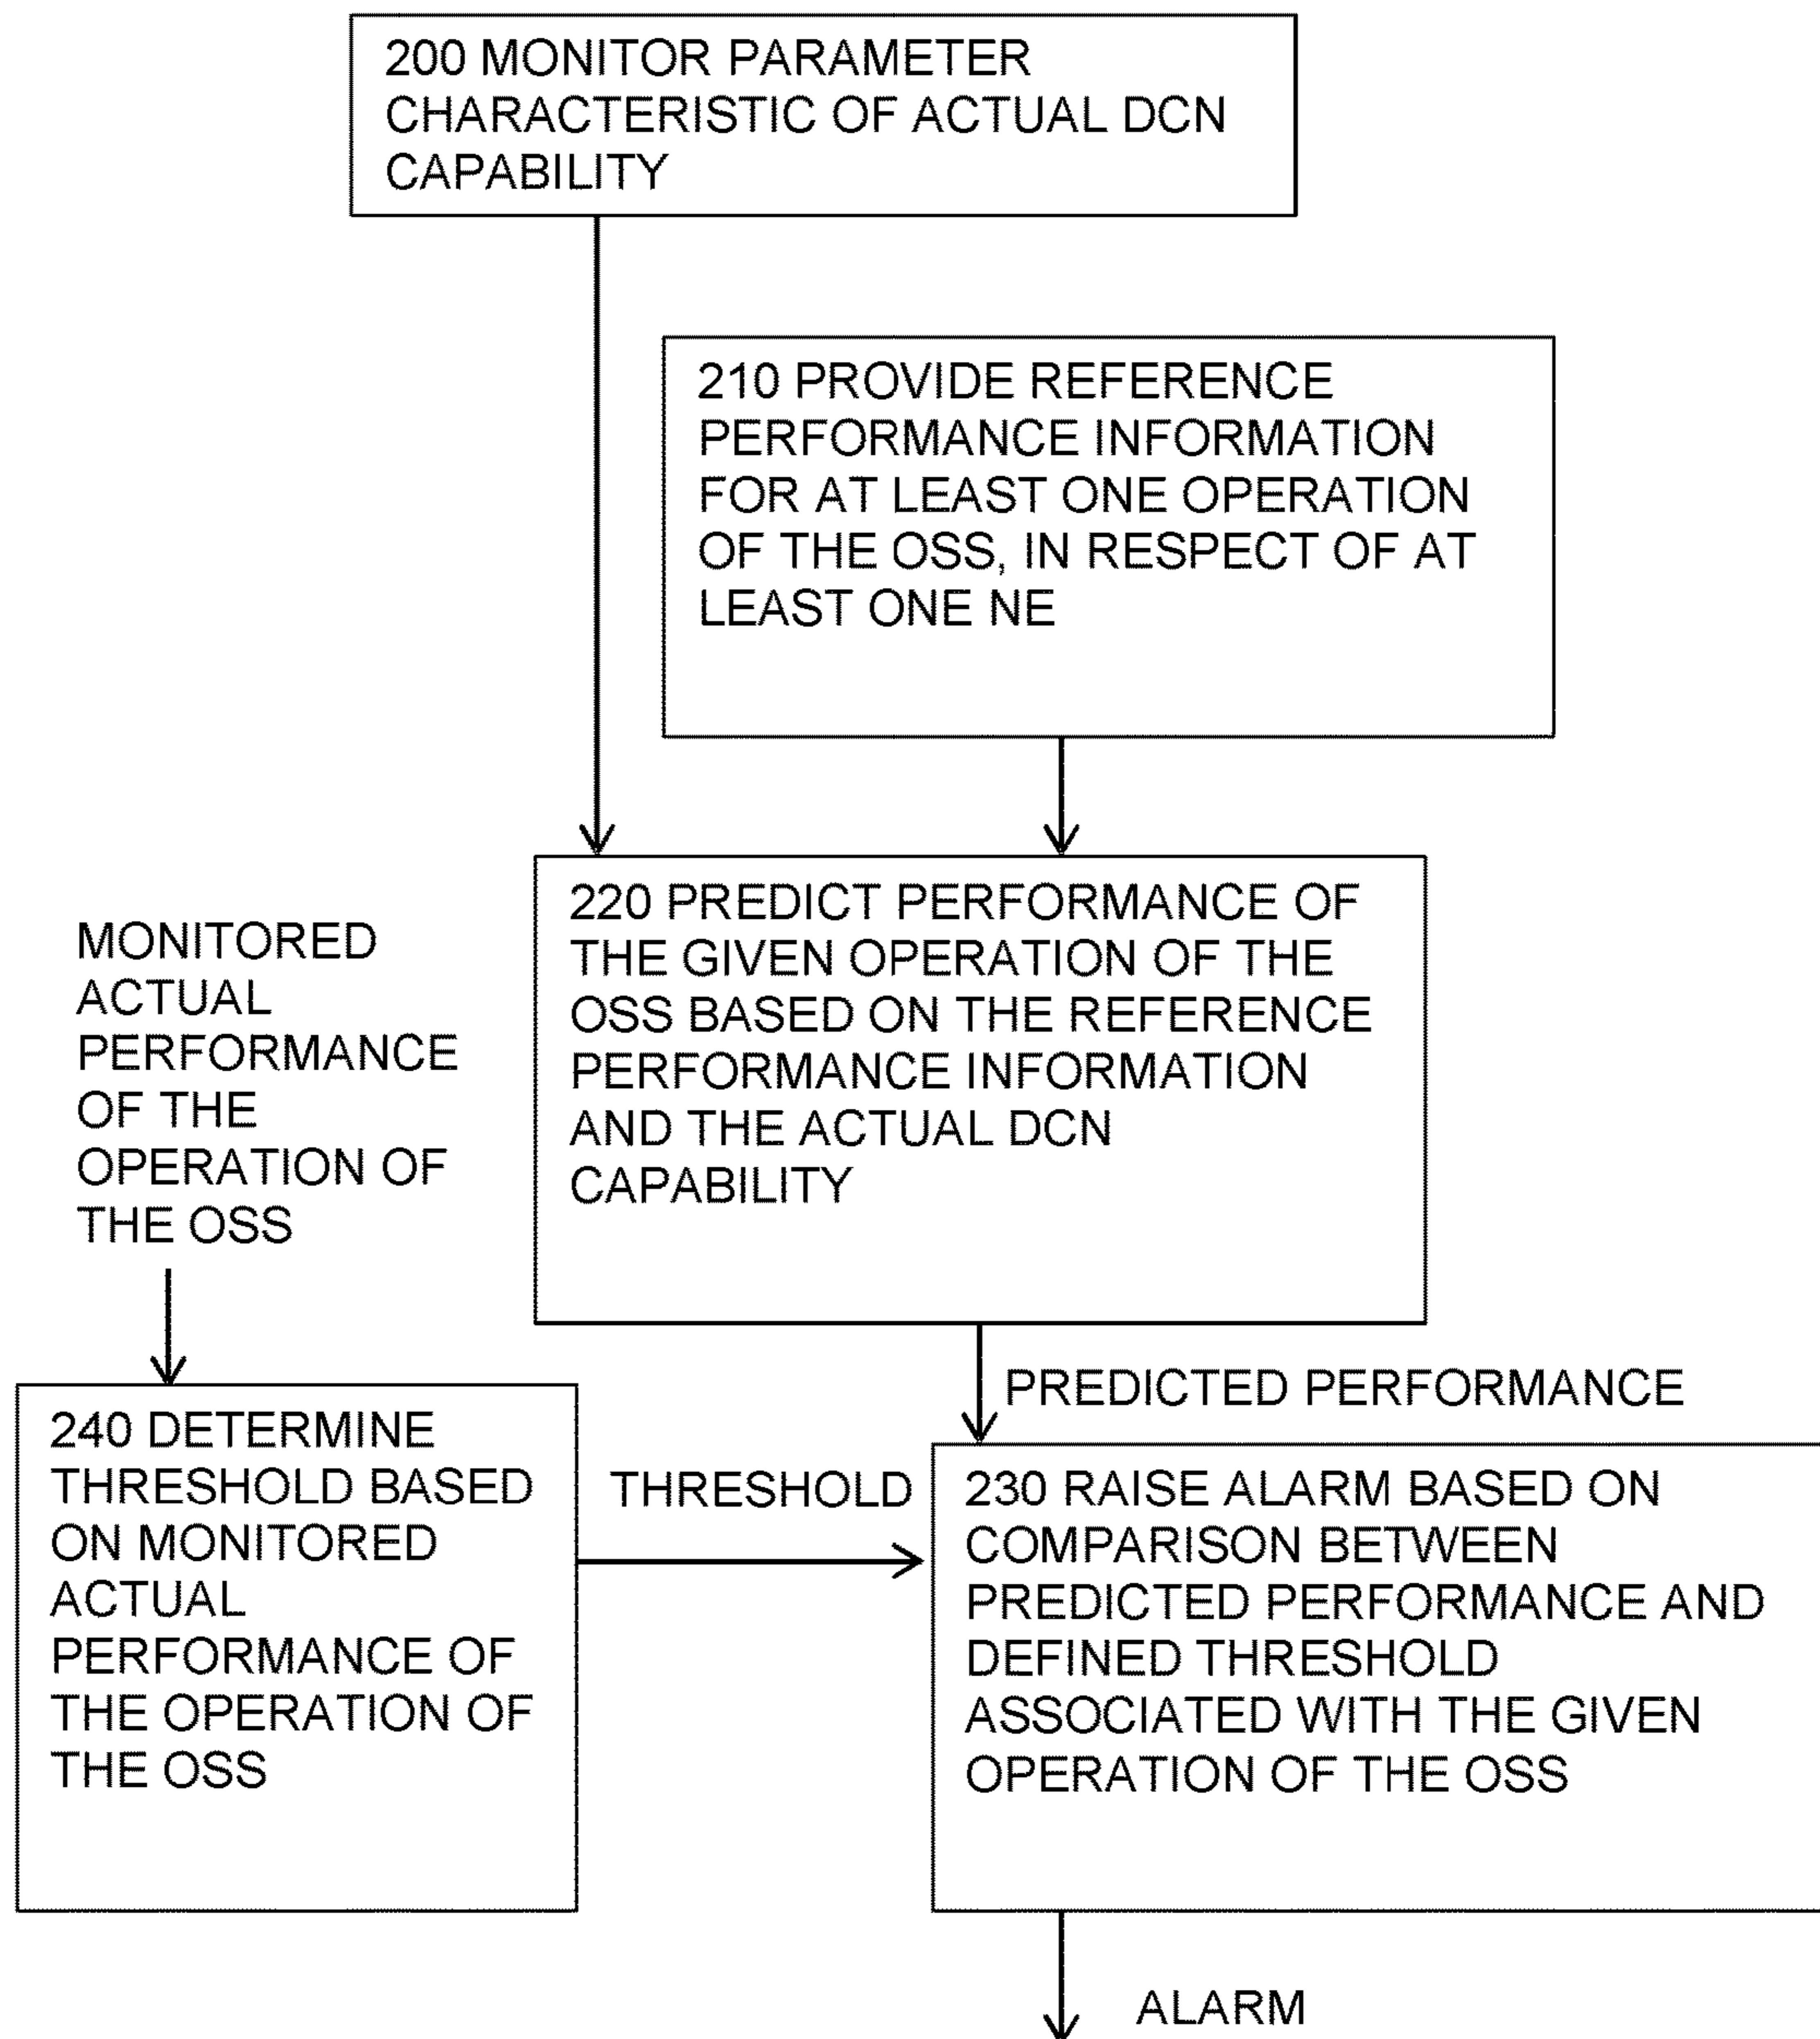 200 MONITOR PARAMETER
CHARACTERISTIC OF ACTUAL DCN
CAPABILITY
210 PROVIDE REFERENCE
PERFORMANCE INFORMATION
FOR AT LEAST ONE OPERATION
OF THE OSS, IN RESPECT OF AT
LEAST ONE NE
220 PREDICT PERFORMANCE OF
THE GIVEN OPERATION OF THE
OSS BASED ON THE REFERENCE
PERFORMANCE INFORMATION
AND THE ACTUAL DCN
CAPABILITY
MONITORED
ACTUAL
PERFORMANCE
OF THE
OPERATION OF
THE OSS
PREDICTED PERFORMANCE
240 DETERMINE
THRESHOLD BASED
ON MONITORED
ACTUAL
PERFORMANCE OF
THE OPERATION OF
THE OSS
THRESHOLD
230 RAISE ALARM BASED ON
COMPARISON BETWEEN
PREDICTED PERFORMANCE AND
DEFINED THRESHOLD
ASSOCIATED WITH THE GIVEN
OPERATION OF THE OSS
ALARM